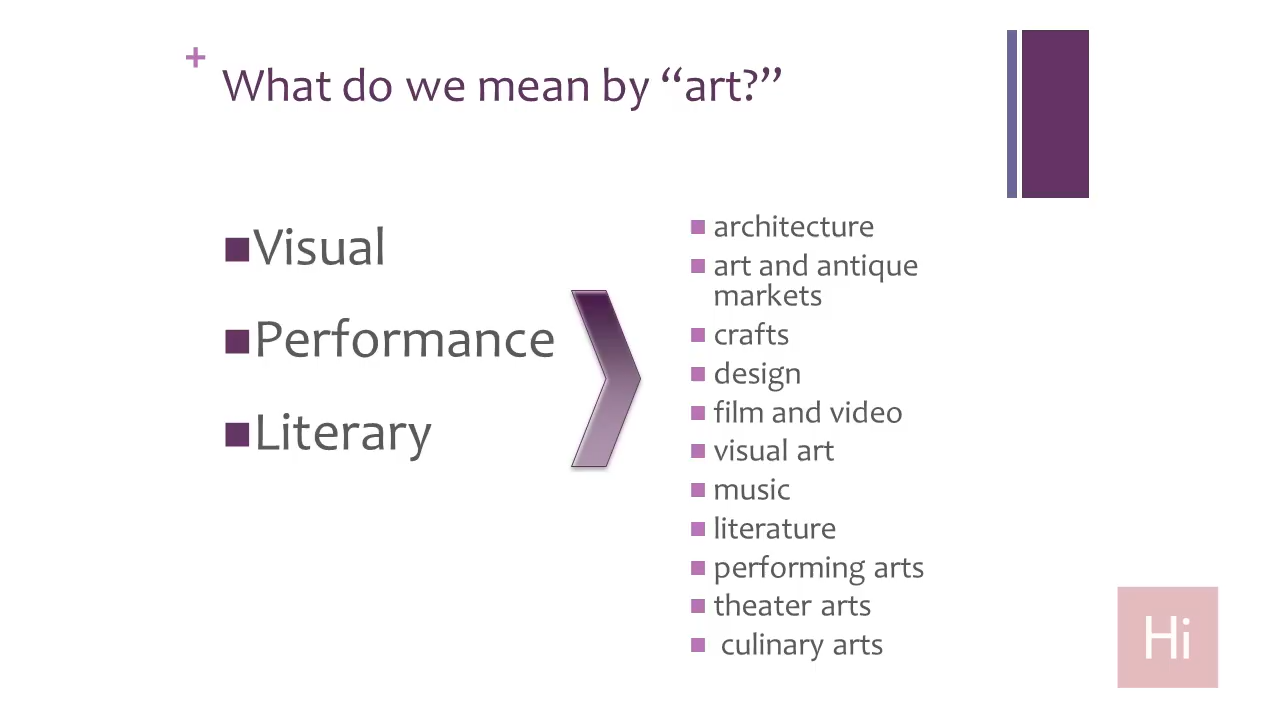 +
What do we mean by “art?”
Visual
Performance
Literary
architecture
art and antique
markets
crafts
design
film and video
visual art
music
literature
performing arts
theater arts
culinary arts
Hi